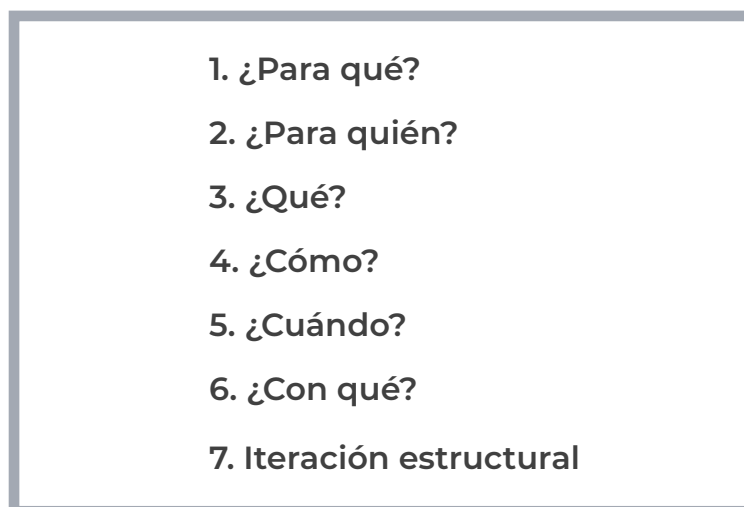 1. ¿Para qué?
2. ¿Para quién?
3. ¿Qué?
4. ¿Cómo?
5. ¿Cuándo?
6. ¿Con qué?
7. Iteración estructural